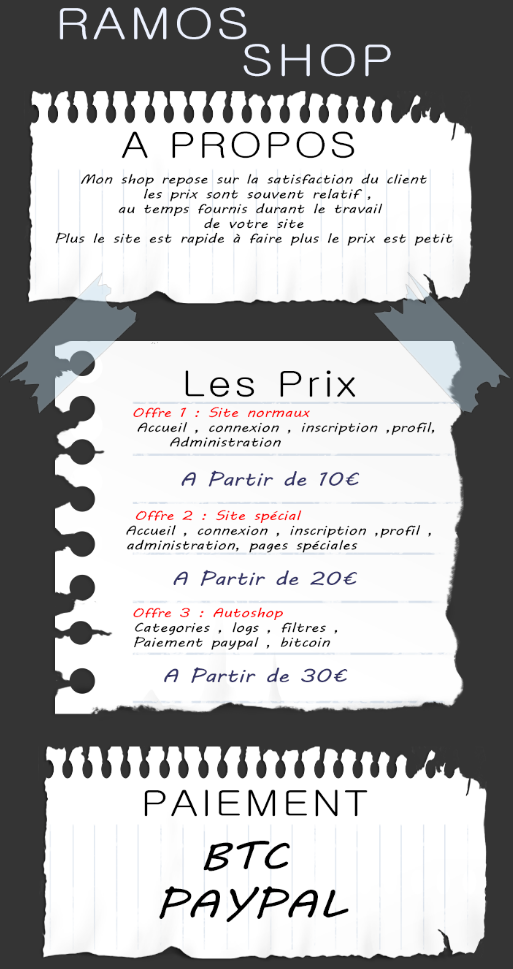 RAMOS
SHOP
A PROPOS
Mon shop repose sur la satisfaction du client
les prix sont souvent relatif ,
au temps fournis durant le travail
de votre site
Plus le site est rapide à faire plus le prix est petit
Les Prix
Offre 1 : Site normaux
Accueil , connexion , inscription ,profil,
Administration
A Partir de 10€
Offre 2 : Site spécial
Accueil , connexion , inscription ,profil ,
administration, pages spéciales
A Partir de 20€
Offre 3 : Autoshop
Categories , logs , filtres ,
Paiement paypal , bitcoin
A Partir de 30€
PAIEMENT
BTC
PAYPAL